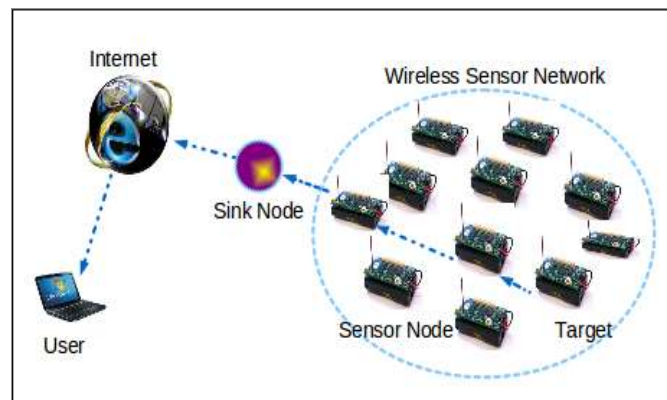 Internet
Wireless Sensor Network
Sink Node
Sensor Node
Target
User